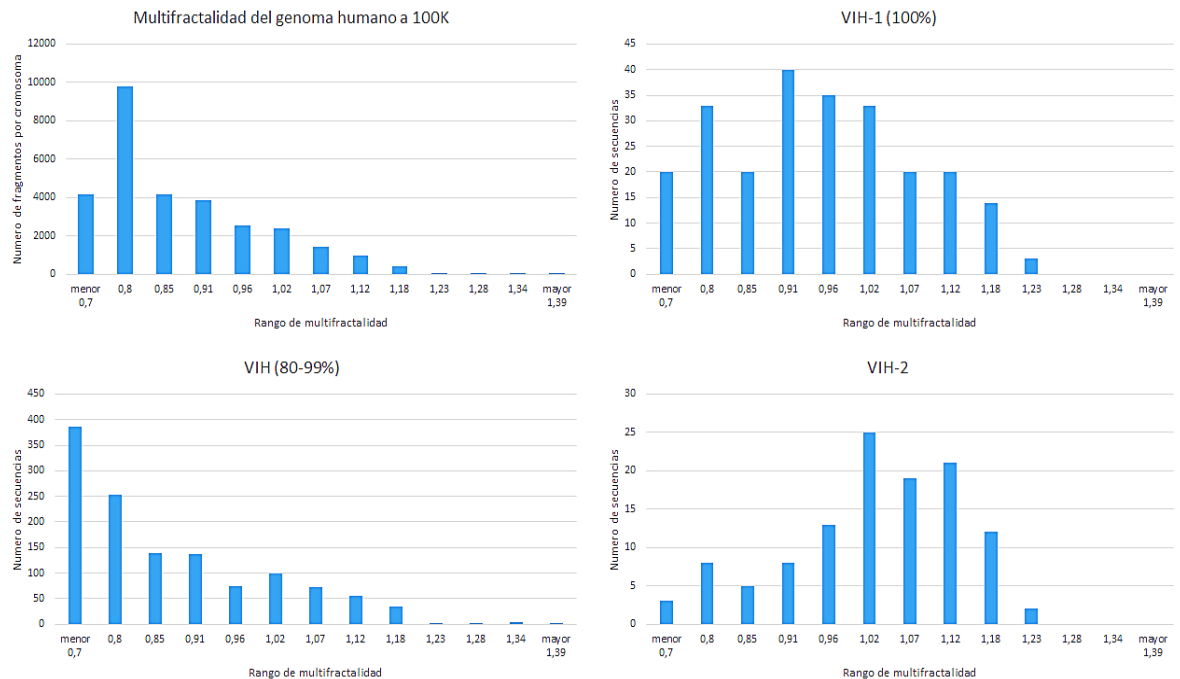 Multifractalidad del genoma humano a 100K
Numero de fragmentos por cromosoma
12000
10000
8000
6000
4000
2000
0
menor 0,8 0,85 0,91 0,96 1,02 1,07 1,12 1,18 1,23 1,28 1,34 mayor
0,7 1,39
Rango de multifractalidad
VIH-1 (100%)
Numero de secuencias
45
40
35
30
25
20
15
10
5
0
menor 0,8 0,85 0,91 0,96 1,02 1,07 1,12 1,18 1,23 1,28 1,34 mayor
0,7 1,39
Rango de multifractalidad
VIH (80-99%)
Numero de secuencias
450
400
350
300
250
200
150
100
50
0
menor 0,8 0,85 0,91 0,96 1,02 1,07 1,12 1,18 1,23 1,28 1,34 mayor
0,7 1,39
Rango de multifractalidad
VIH-2
Numero de secuencias
30
25
20
15
10
5
0
menor 0,8 0,85 0,91 0,96 1,02 1,07 1,12 1,18 1,23 1,28 1,34 mayor
0,7 1,39
Rango de multifractalidad